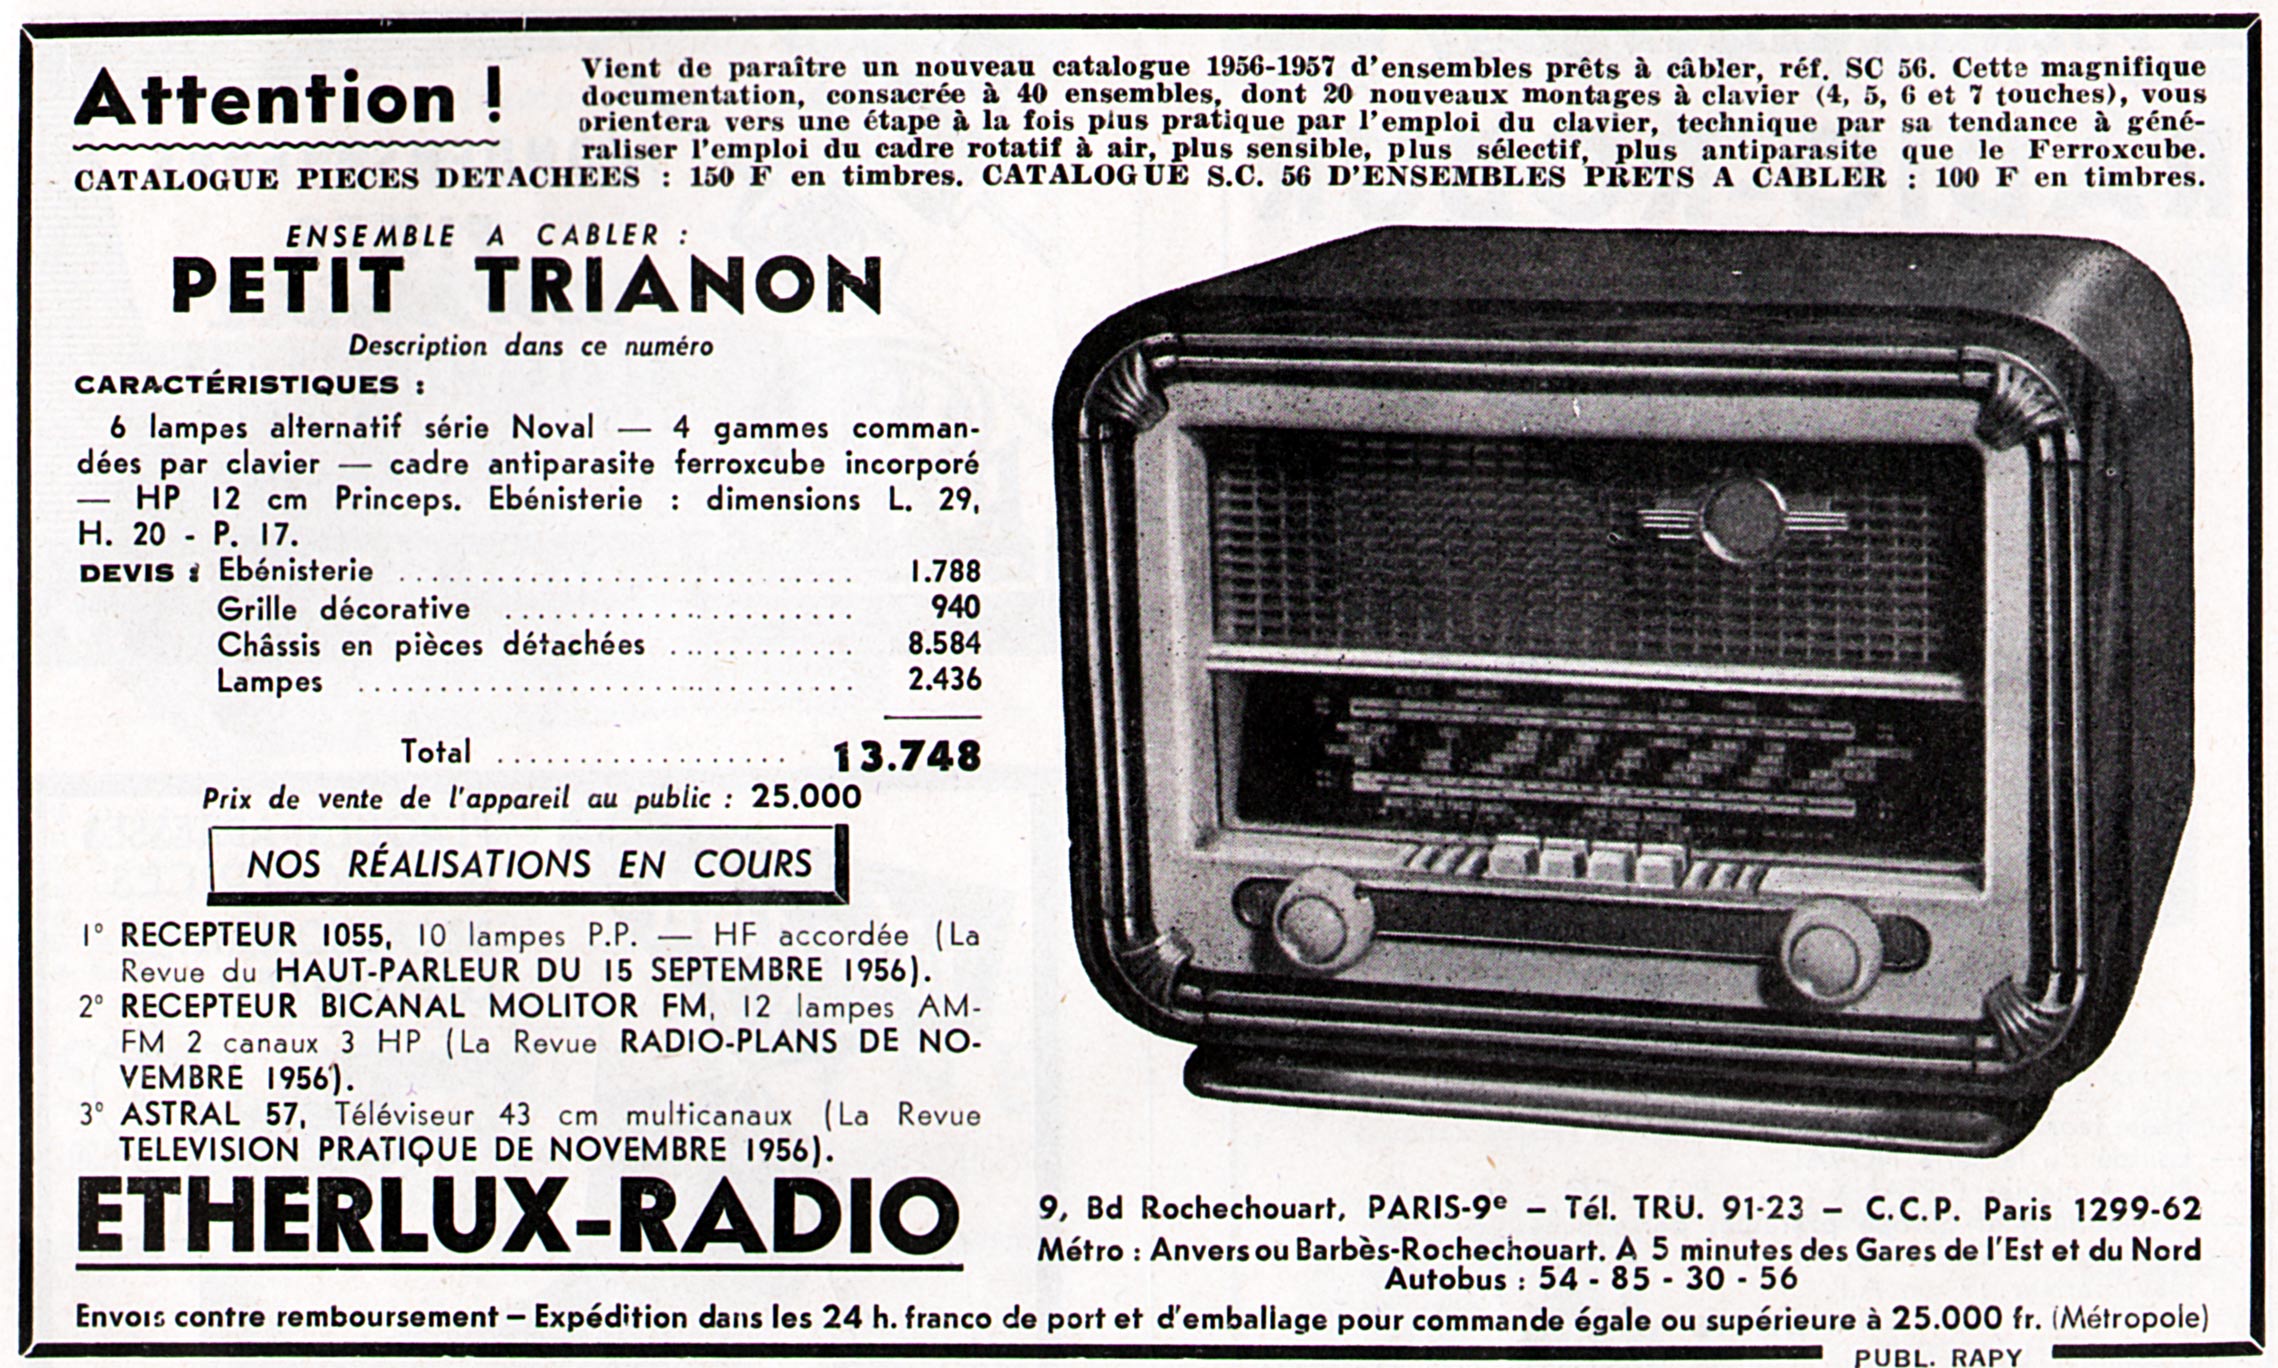 Attention !
Vient de paraître un nouveau catalogue 1956-1957 d'ensembles prêts à câbler, réf. SC 56. Cette magnifique
documentation, consacrée à 40 ensembles, dont 20 nouveaux montages à clavier (4, 5, 6 et 7 touches), vous
orientera vers une étape à la fois plus pratique par l'emploi du clavier, technique par sa tendance à géné-
raliser l'emploi du cadre rotatif à air, plus sensible, plus sélectif, plus antiparasite que le Ferroxcube.
CATALOGUE PIECES DETACHEES : 150 F en timbres. CATALOGUE S.C. 56 D'ENSEMBLES PRETS A CABLER : 100 F en timbres.
ENSEMBLE A CABLER :
PETIT TRIANON
Description dans ce numéro
CARACTÉRISTIQUES :
6 lampes alternatif série Noval — 4 gammes comman-
dées par clavier — cadre antiparasite ferroxcube incorporé
— HP 12 cm Princeps. Ebénisterie : dimensions L. 29,
H. 20 - P. 17.
DEVIS : Ebénisterie .............................. 1.788
Grille décorative ........................ 940
Châssis en pièces détachées ............ 8.584
Lampes ................................. 2.436
Total ................... 13.748
Prix de vente de l'appareil au public : 25.000
NOS RÉALISATIONS EN COURS
1° RECEPTEUR 1055, 10 lampes P.P. — HF accordée (La
Revue du HAUT-PARLEUR DU 15 SEPTEMBRE 1956).
2° RECEPTEUR BICANAL MOLITOR FM, 12 lampes AM-
FM 2 canaux 3 HP (La Revue RADIO-PLANS DE NO-
VEMBRE 1956).
3° ASTRAL 57, Téléviseur 43 cm multicanaux (La Revue
TELEVISION PRATIQUE DE NOVEMBRE 1956).
ETHERLUX-RADIO
9, Bd Rochechouart, PARIS-9e – Tél. TRU. 91-23 – C.C.P. Paris 1299-62
Métro : Anvers ou Barbès-Rochechouart. A 5 minutes des Gares de l'Est et du Nord
Autobus : 54 - 85 - 30 - 56
Envois contre remboursement – Expédition dans les 24 h. franco de port et d'emballage pour commande égale ou supérieure à 25.000 fr. (Métropole)
PUBL. RAPY